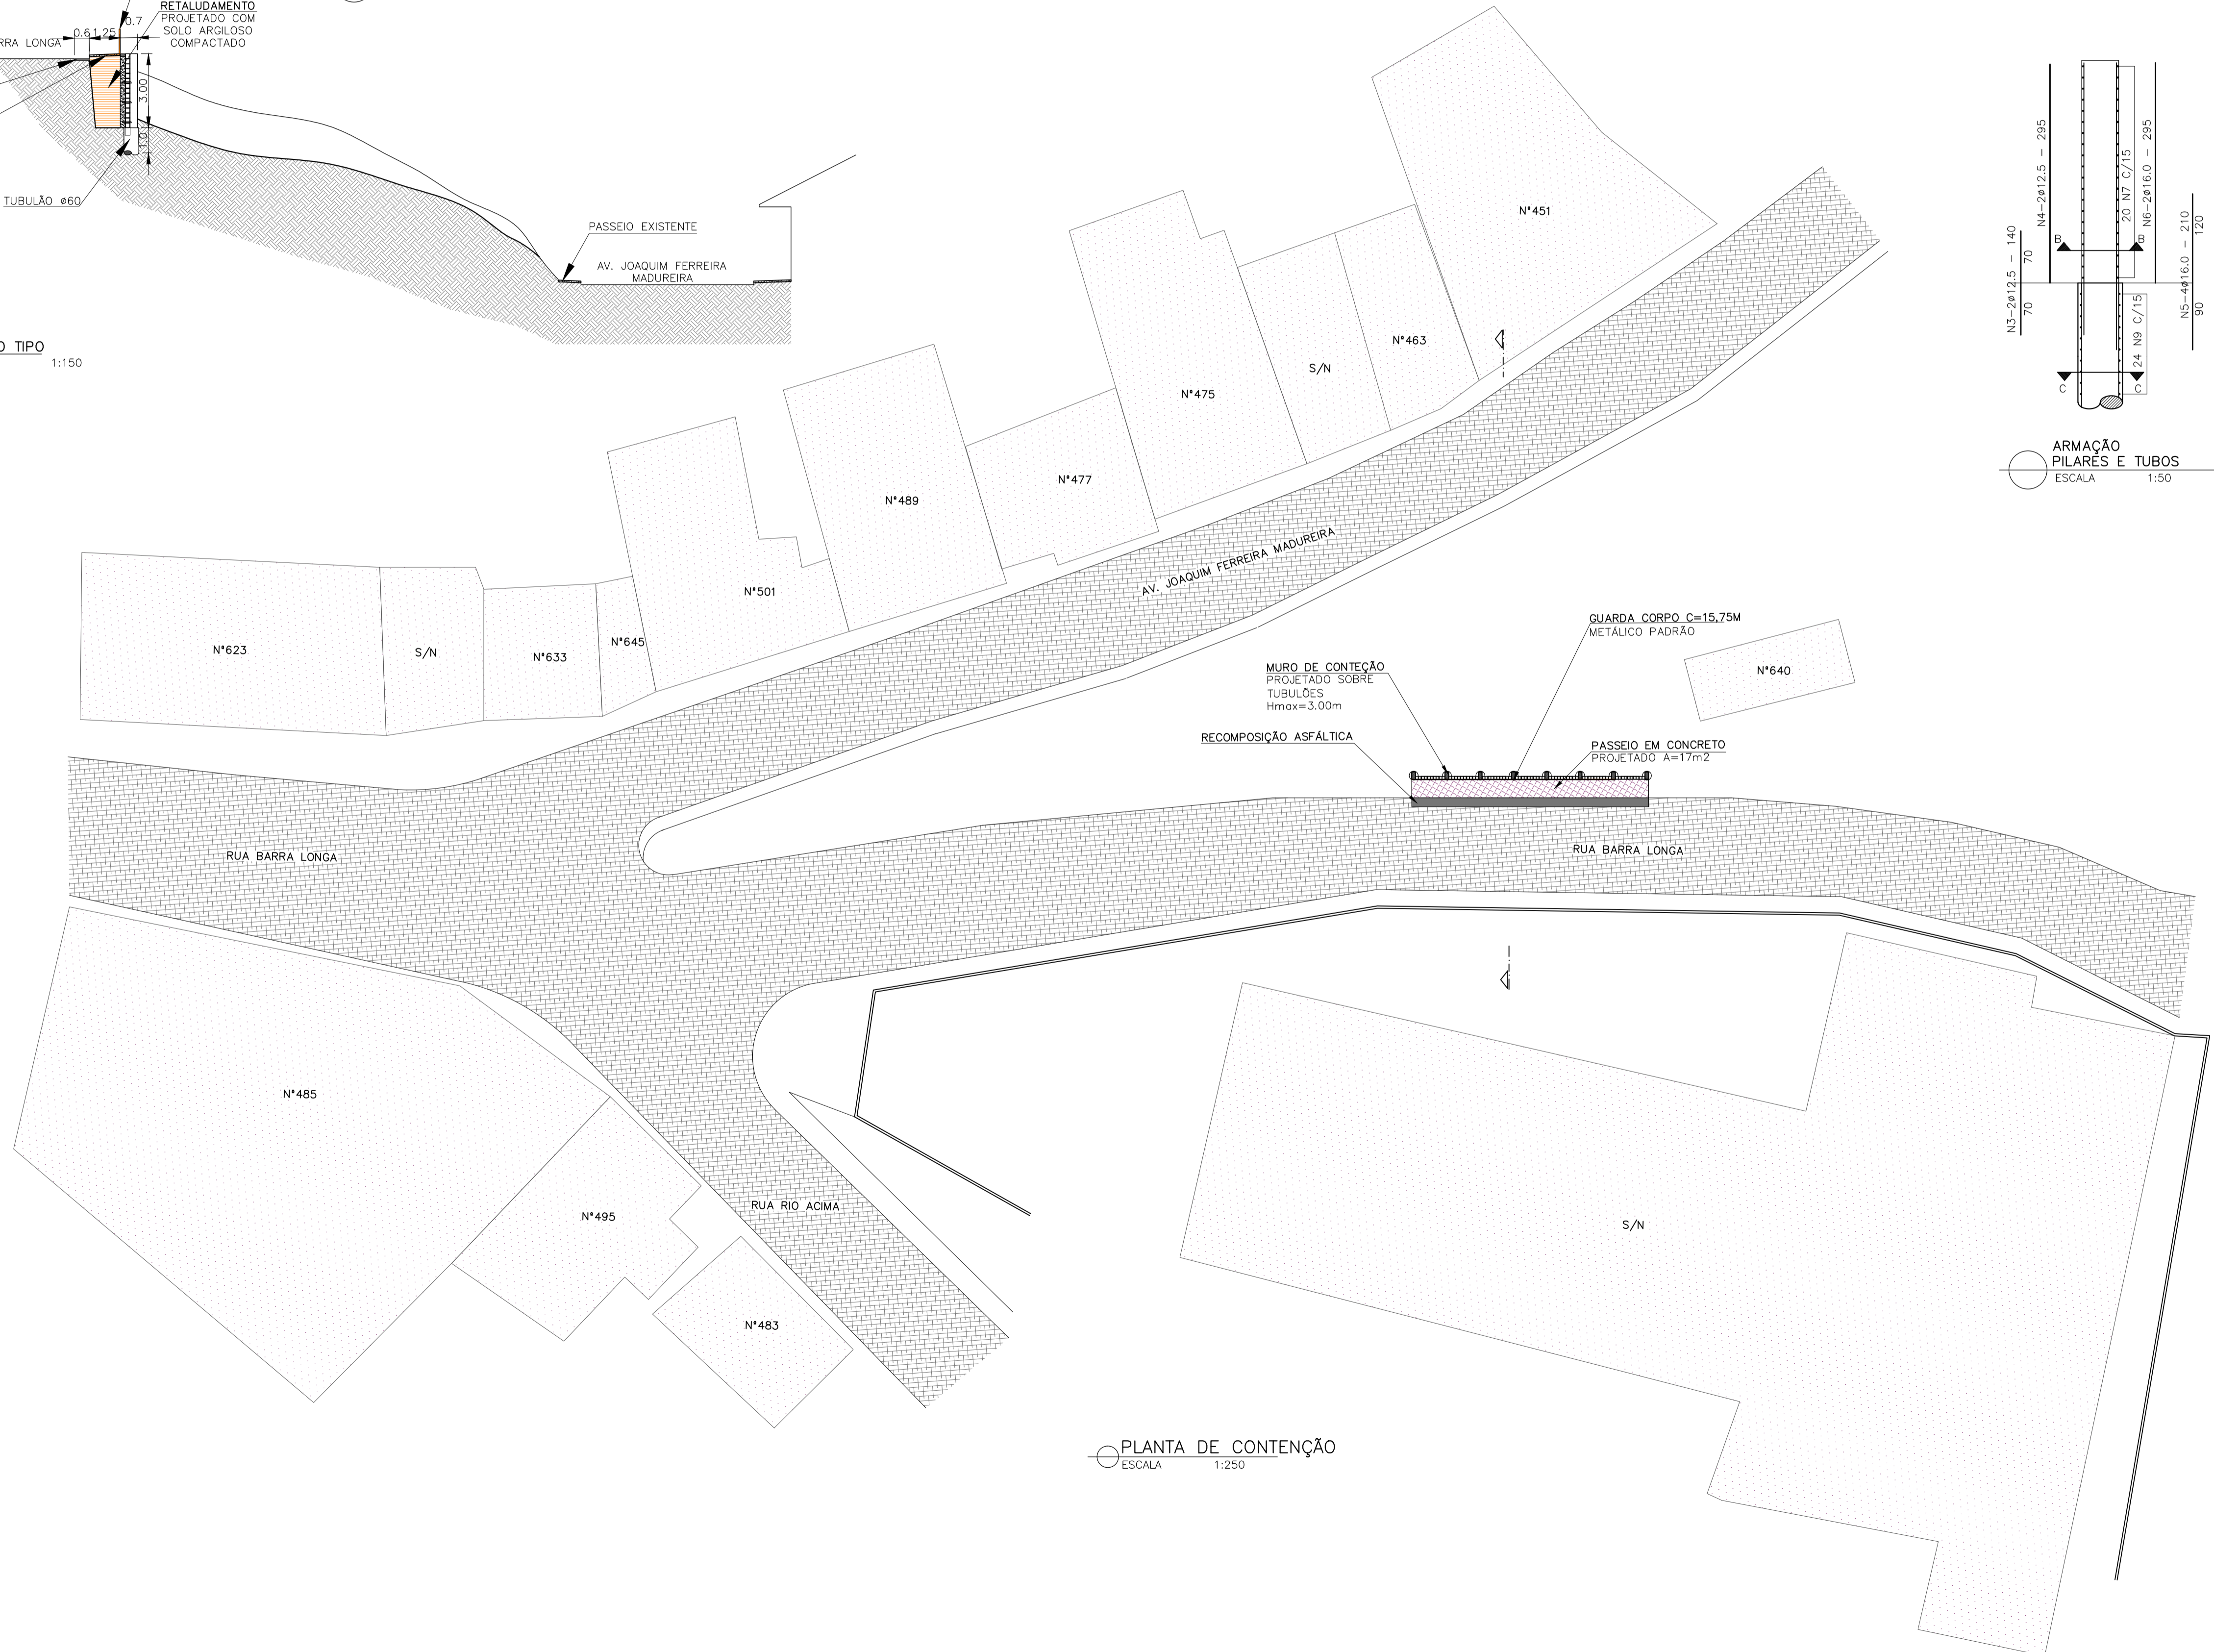 RETALUDAMENTO
PROJETADO COM
SOLO ARGILOSO
COMPACTADO
0.7
0.6
1.25
RRA LONGA
3.00
TUBULÃO ø60
PASSEIO EXISTENTE
AV. JOAQUIM FERREIRA
MADUREIRA
O TIPO
1:150
N°451
N°463
S/N
N°475
N°477
N°489
N°501
N°645
N°633
S/N
N°623
AV. JOAQUIM FERREIRA MADUREIRA
N3-2ø12.5 - 140
70
70
N4-2ø12.5 - 295
20 N7 C/15
N6-2ø16.0 - 295
N5-4ø16.0 - 210
120
90
24 N9 C/15
B
B
C
C
ARMAÇÃO
PILARES E TUBOS
ESCALA 1:50
GUARDA CORPO C=15,75M
METÁLICO PADRÃO
MURO DE CONTEÇÃO
PROJETADO SOBRE
TUBULÕES
Hmax=3.00m
RECOMPOSIÇÃO ASFÁLTICA
PASSEIO EM CONCRETO
PROJETADO A=17m2
N°640
RUA BARRA LONGA
RUA BARRA LONGA
N°485
N°495
N°483
RUA RIO ACIMA
S/N
PLANTA DE CONTENÇÃO
ESCALA 1:250